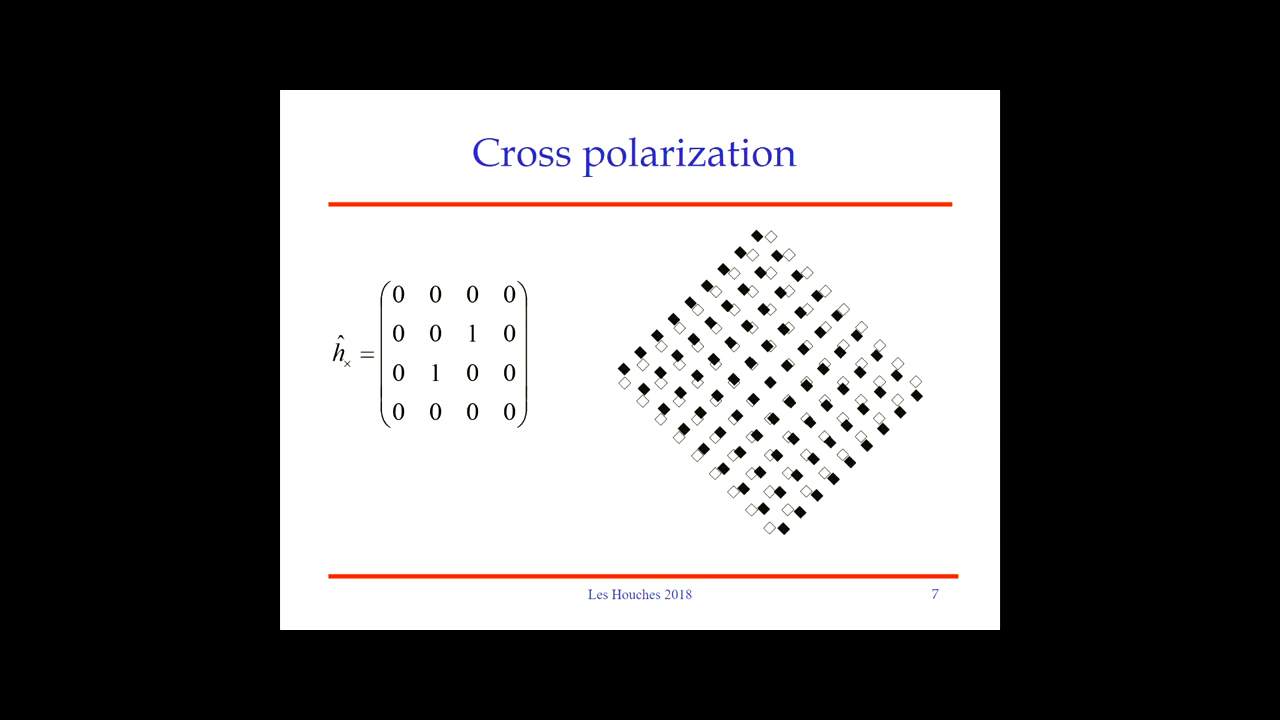 Cross polarization
0 0 0 0
0 0 1 0
ĥ× =
0 1 0 0
0 0 0 0
Les Houches 2018
7